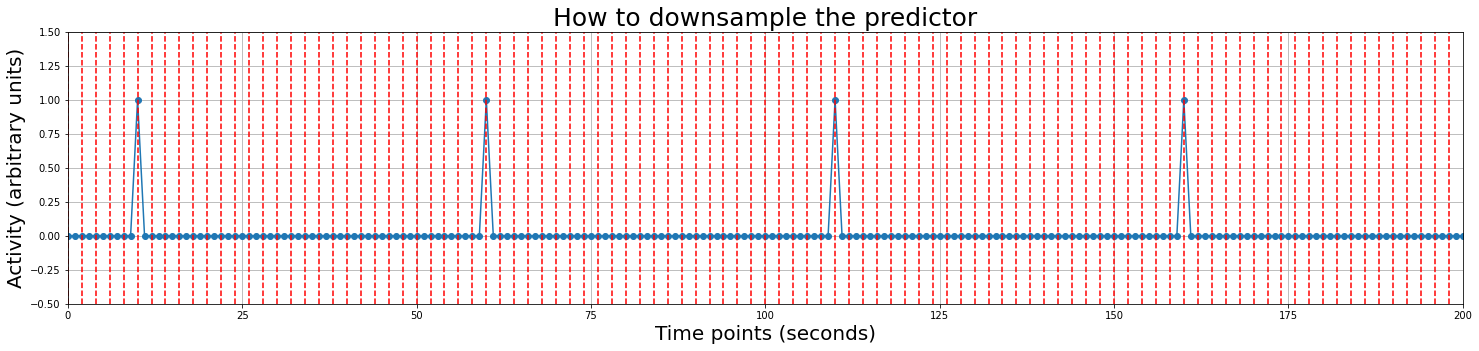 How to downsample the predictor
Activity (arbitrary units)
1.50
1.25
1.00
0.75
0.50
0.25
0.00
−0.25
−0.50
0 25 50 75 100 125 150 175 200
Time points (seconds)